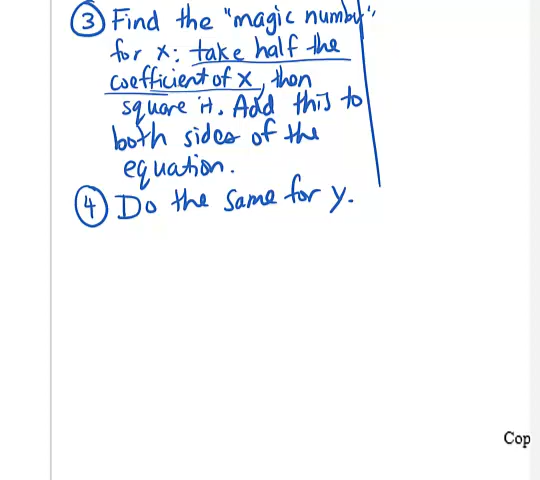 ③ Find the "magic number"
for x: take half the
coefficient of x, then
square it. Add this to
both sides of the
equation.
④ Do the same for y.
Cop